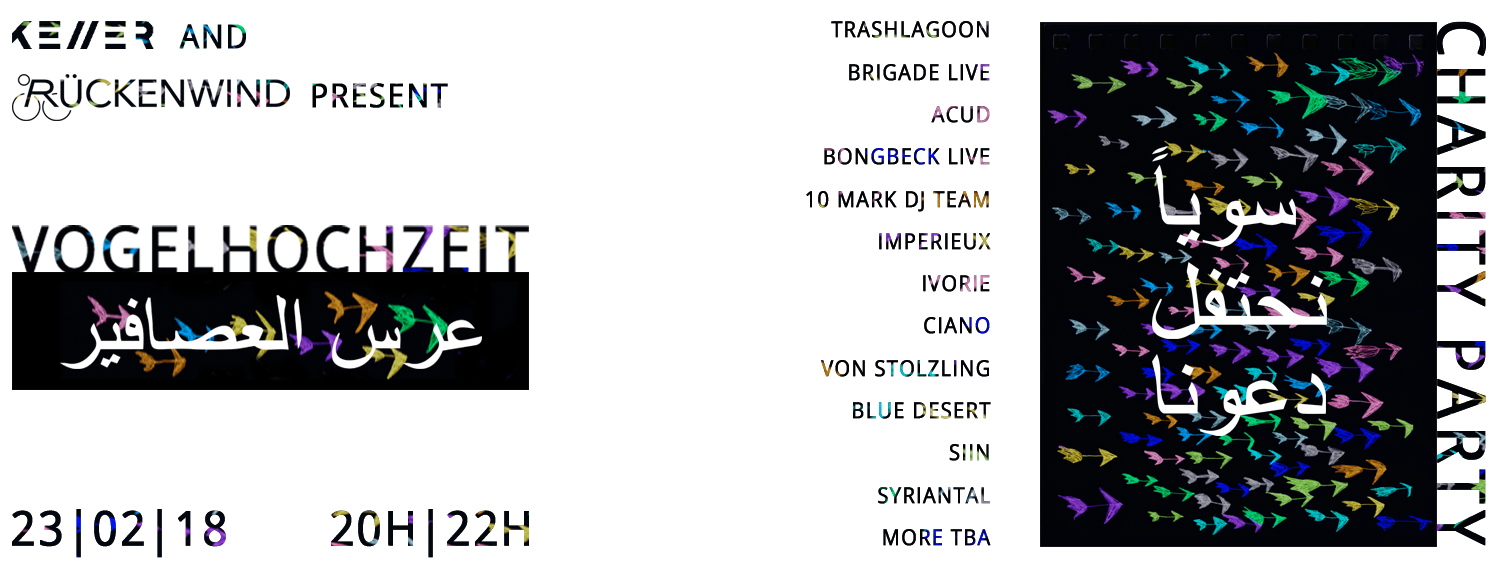 KELLER AND
RÜCKENWIND PRESENT
VOGELHOCHZEIT
عرس العصافير
23|02|18 20H|22H
TRASHLAGOON
BRIGADE LIVE
ACUD
BONGBECK LIVE
10 MARK DJ TEAM
IMPERIEUX
IVORIE
CIANO
VON STOLZLING
BLUE DESERT
SIIN
SYRIANTAL
MORE TBA
سوياً
نحتفل
دعونا
CHARITY PARTY